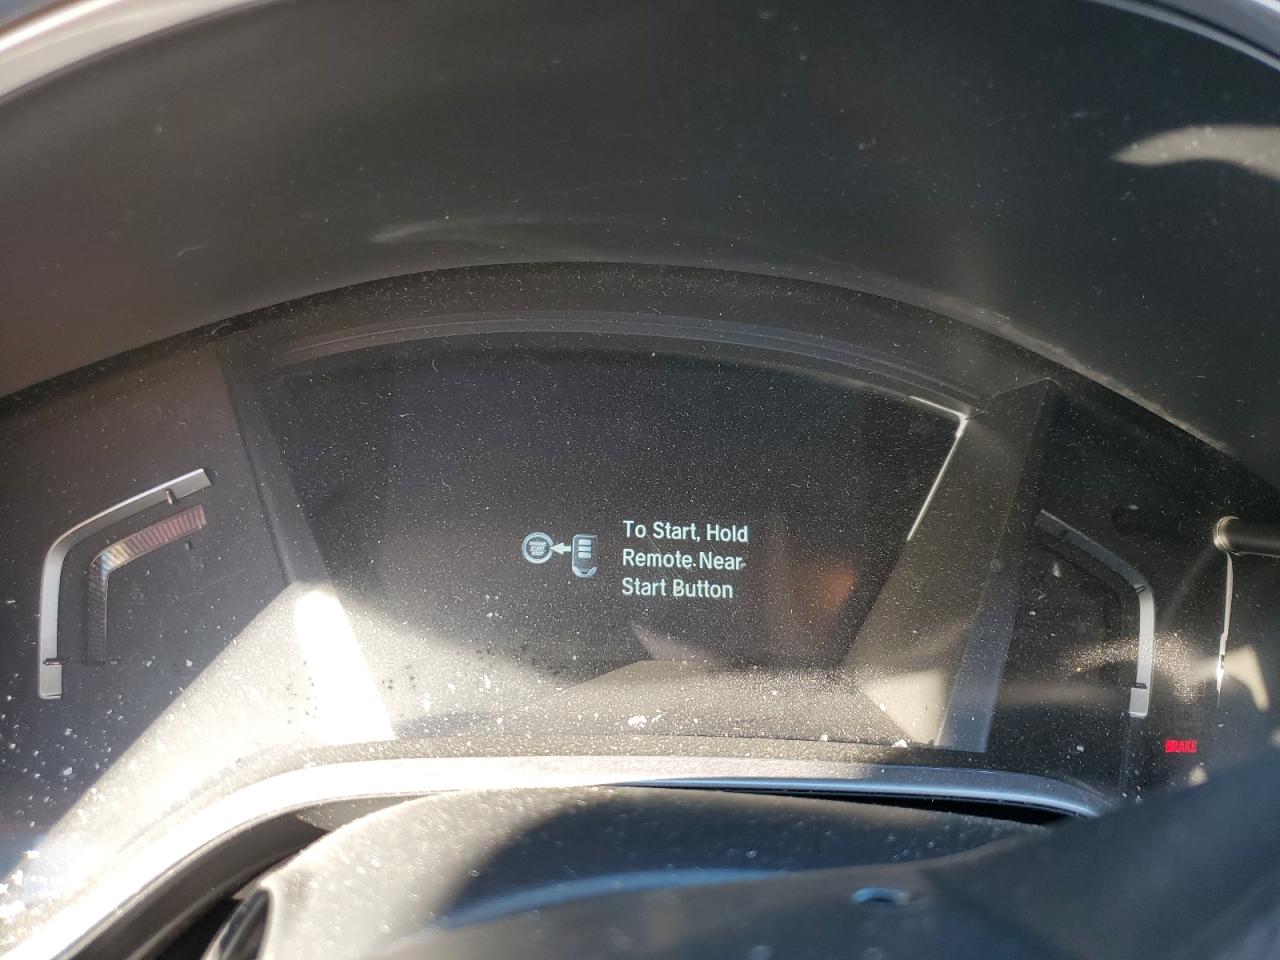 To Start, Hold
Remote Near
Start Button
BRAKE